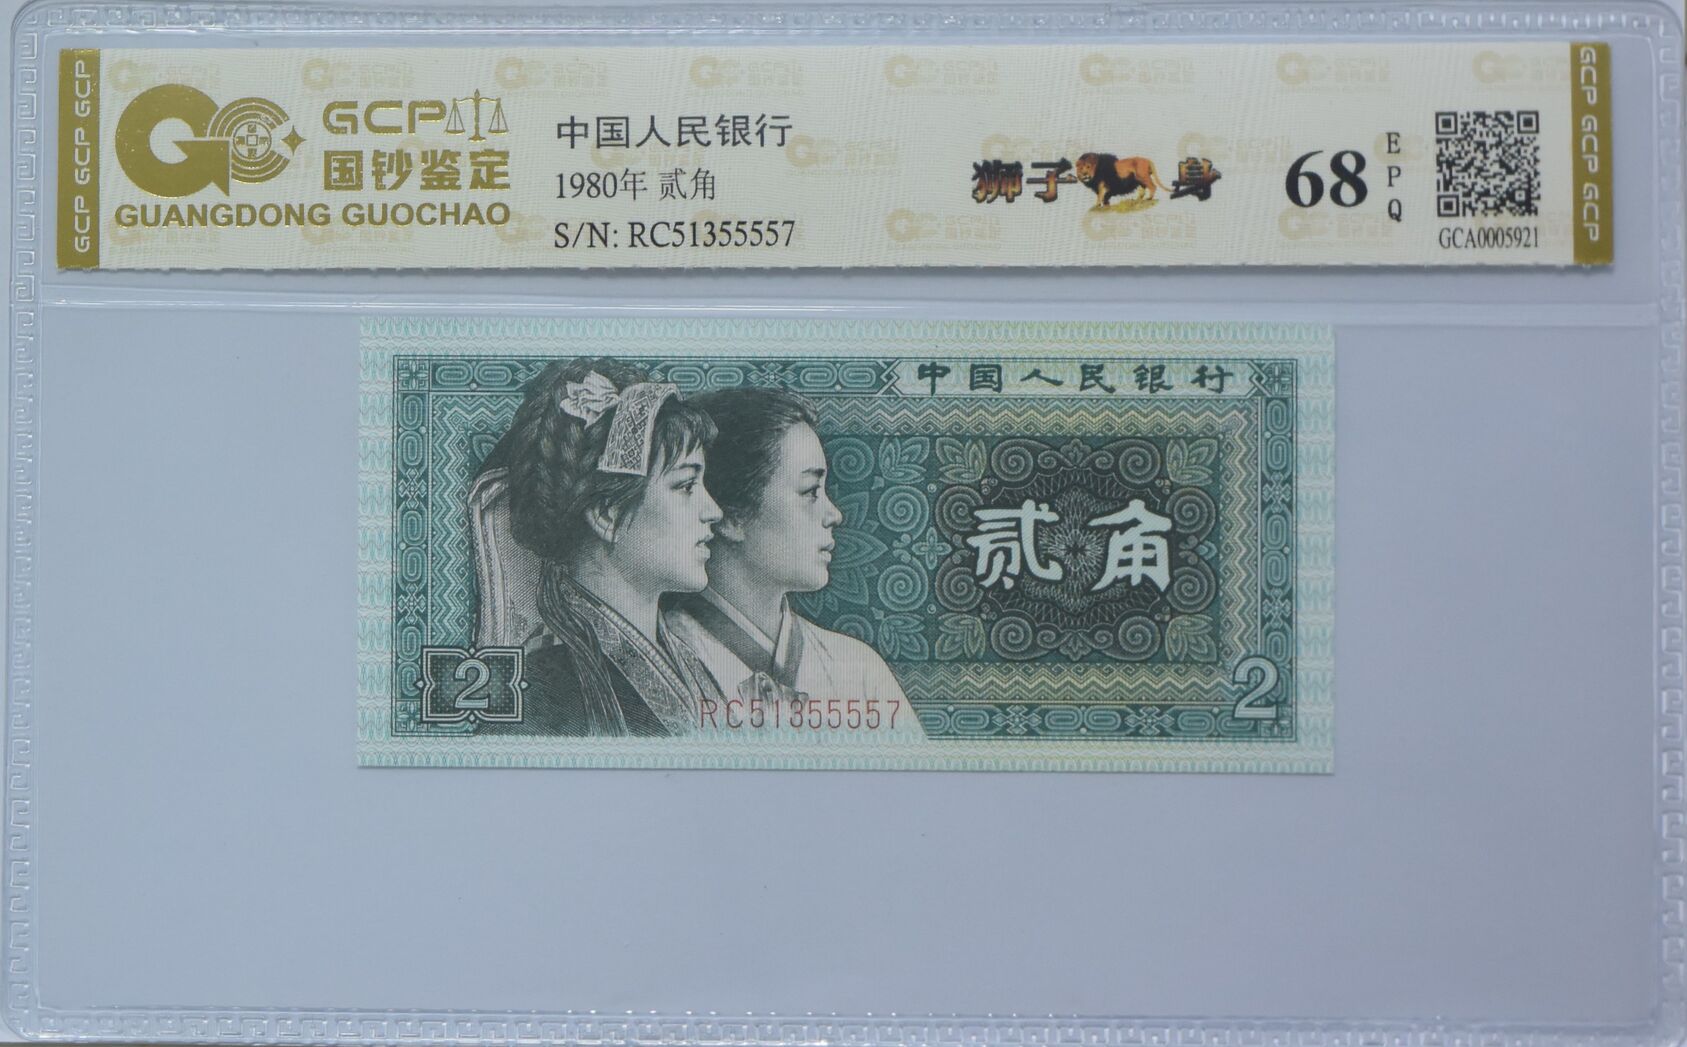 GCP GCP GCP
GCP
国钞鉴定
GUANGDONG GUOCHAO
中国人民银行
1980年 贰角
S/N: RC51355557
狮子 身
68
EPQ
GCA0005921
GCP GCP GCP
中国人民银行
贰角
2
2
RC51355557